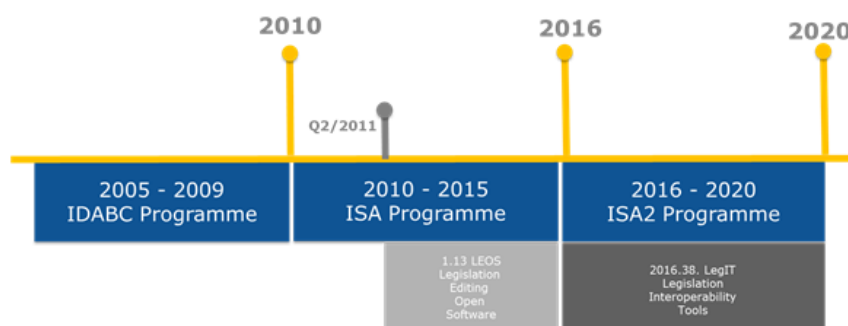 2010
2016
2020
Q2/2011
2005 - 2009
IDABC Programme
2010 - 2015
ISA Programme
2016 - 2020
ISA2 Programme
1.13 LEOS
Legislation
Editing
Open
Software
2016.38. LegIT
Legislation
Interoperability
Tools